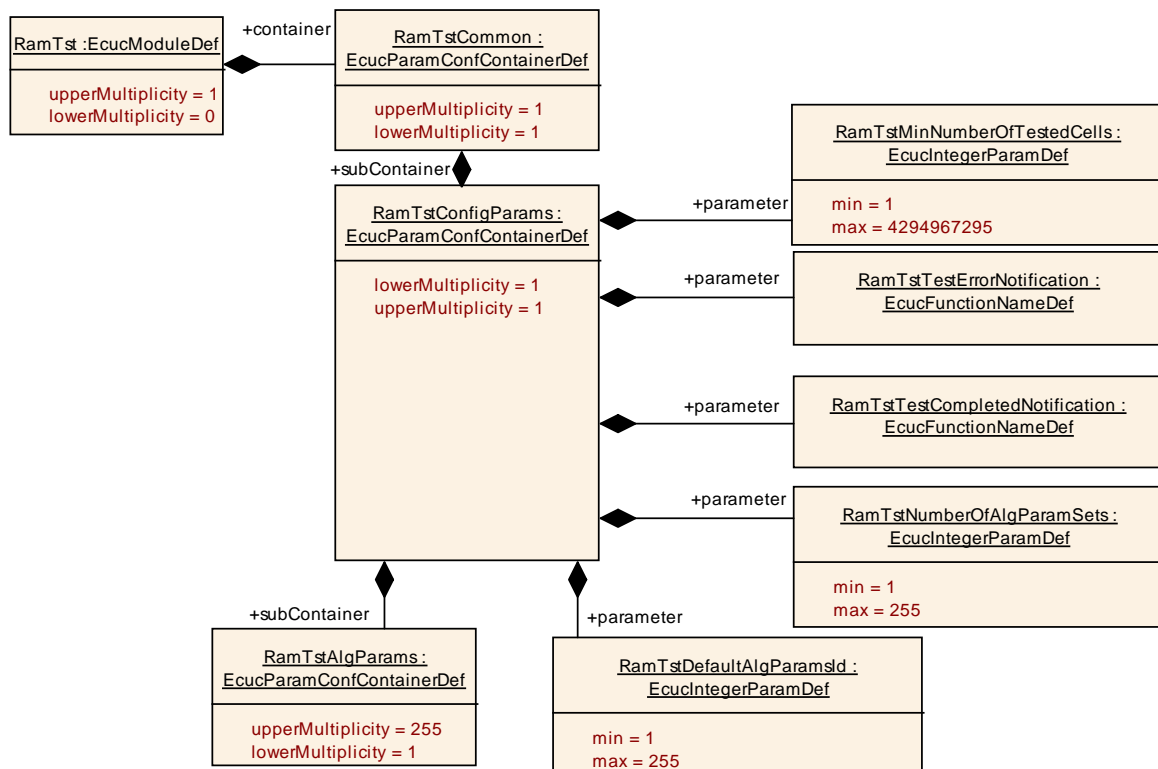 RamTst :EcucModuleDef
upperMultiplicity = 1
lowerMultiplicity = 0
+container
RamTstCommon :
EcucParamConfContainerDef
upperMultiplicity = 1
lowerMultiplicity = 1
+subContainer
RamTstConfigParams :
EcucParamConfContainerDef
lowerMultiplicity = 1
upperMultiplicity = 1
+parameter
RamTstMinNumberOfTestedCells :
EcucIntegerParamDef
min = 1
max = 4294967295
+parameter
RamTstTestErrorNotification :
EcucFunctionNameDef
+parameter
RamTstTestCompletedNotification :
EcucFunctionNameDef
+parameter
RamTstNumberOfAlgParamSets :
EcucIntegerParamDef
min = 1
max = 255
+subContainer
RamTstAlgParams :
EcucParamConfContainerDef
upperMultiplicity = 255
lowerMultiplicity = 1
+parameter
RamTstDefaultAlgParamsId :
EcucIntegerParamDef
min = 1
max = 255